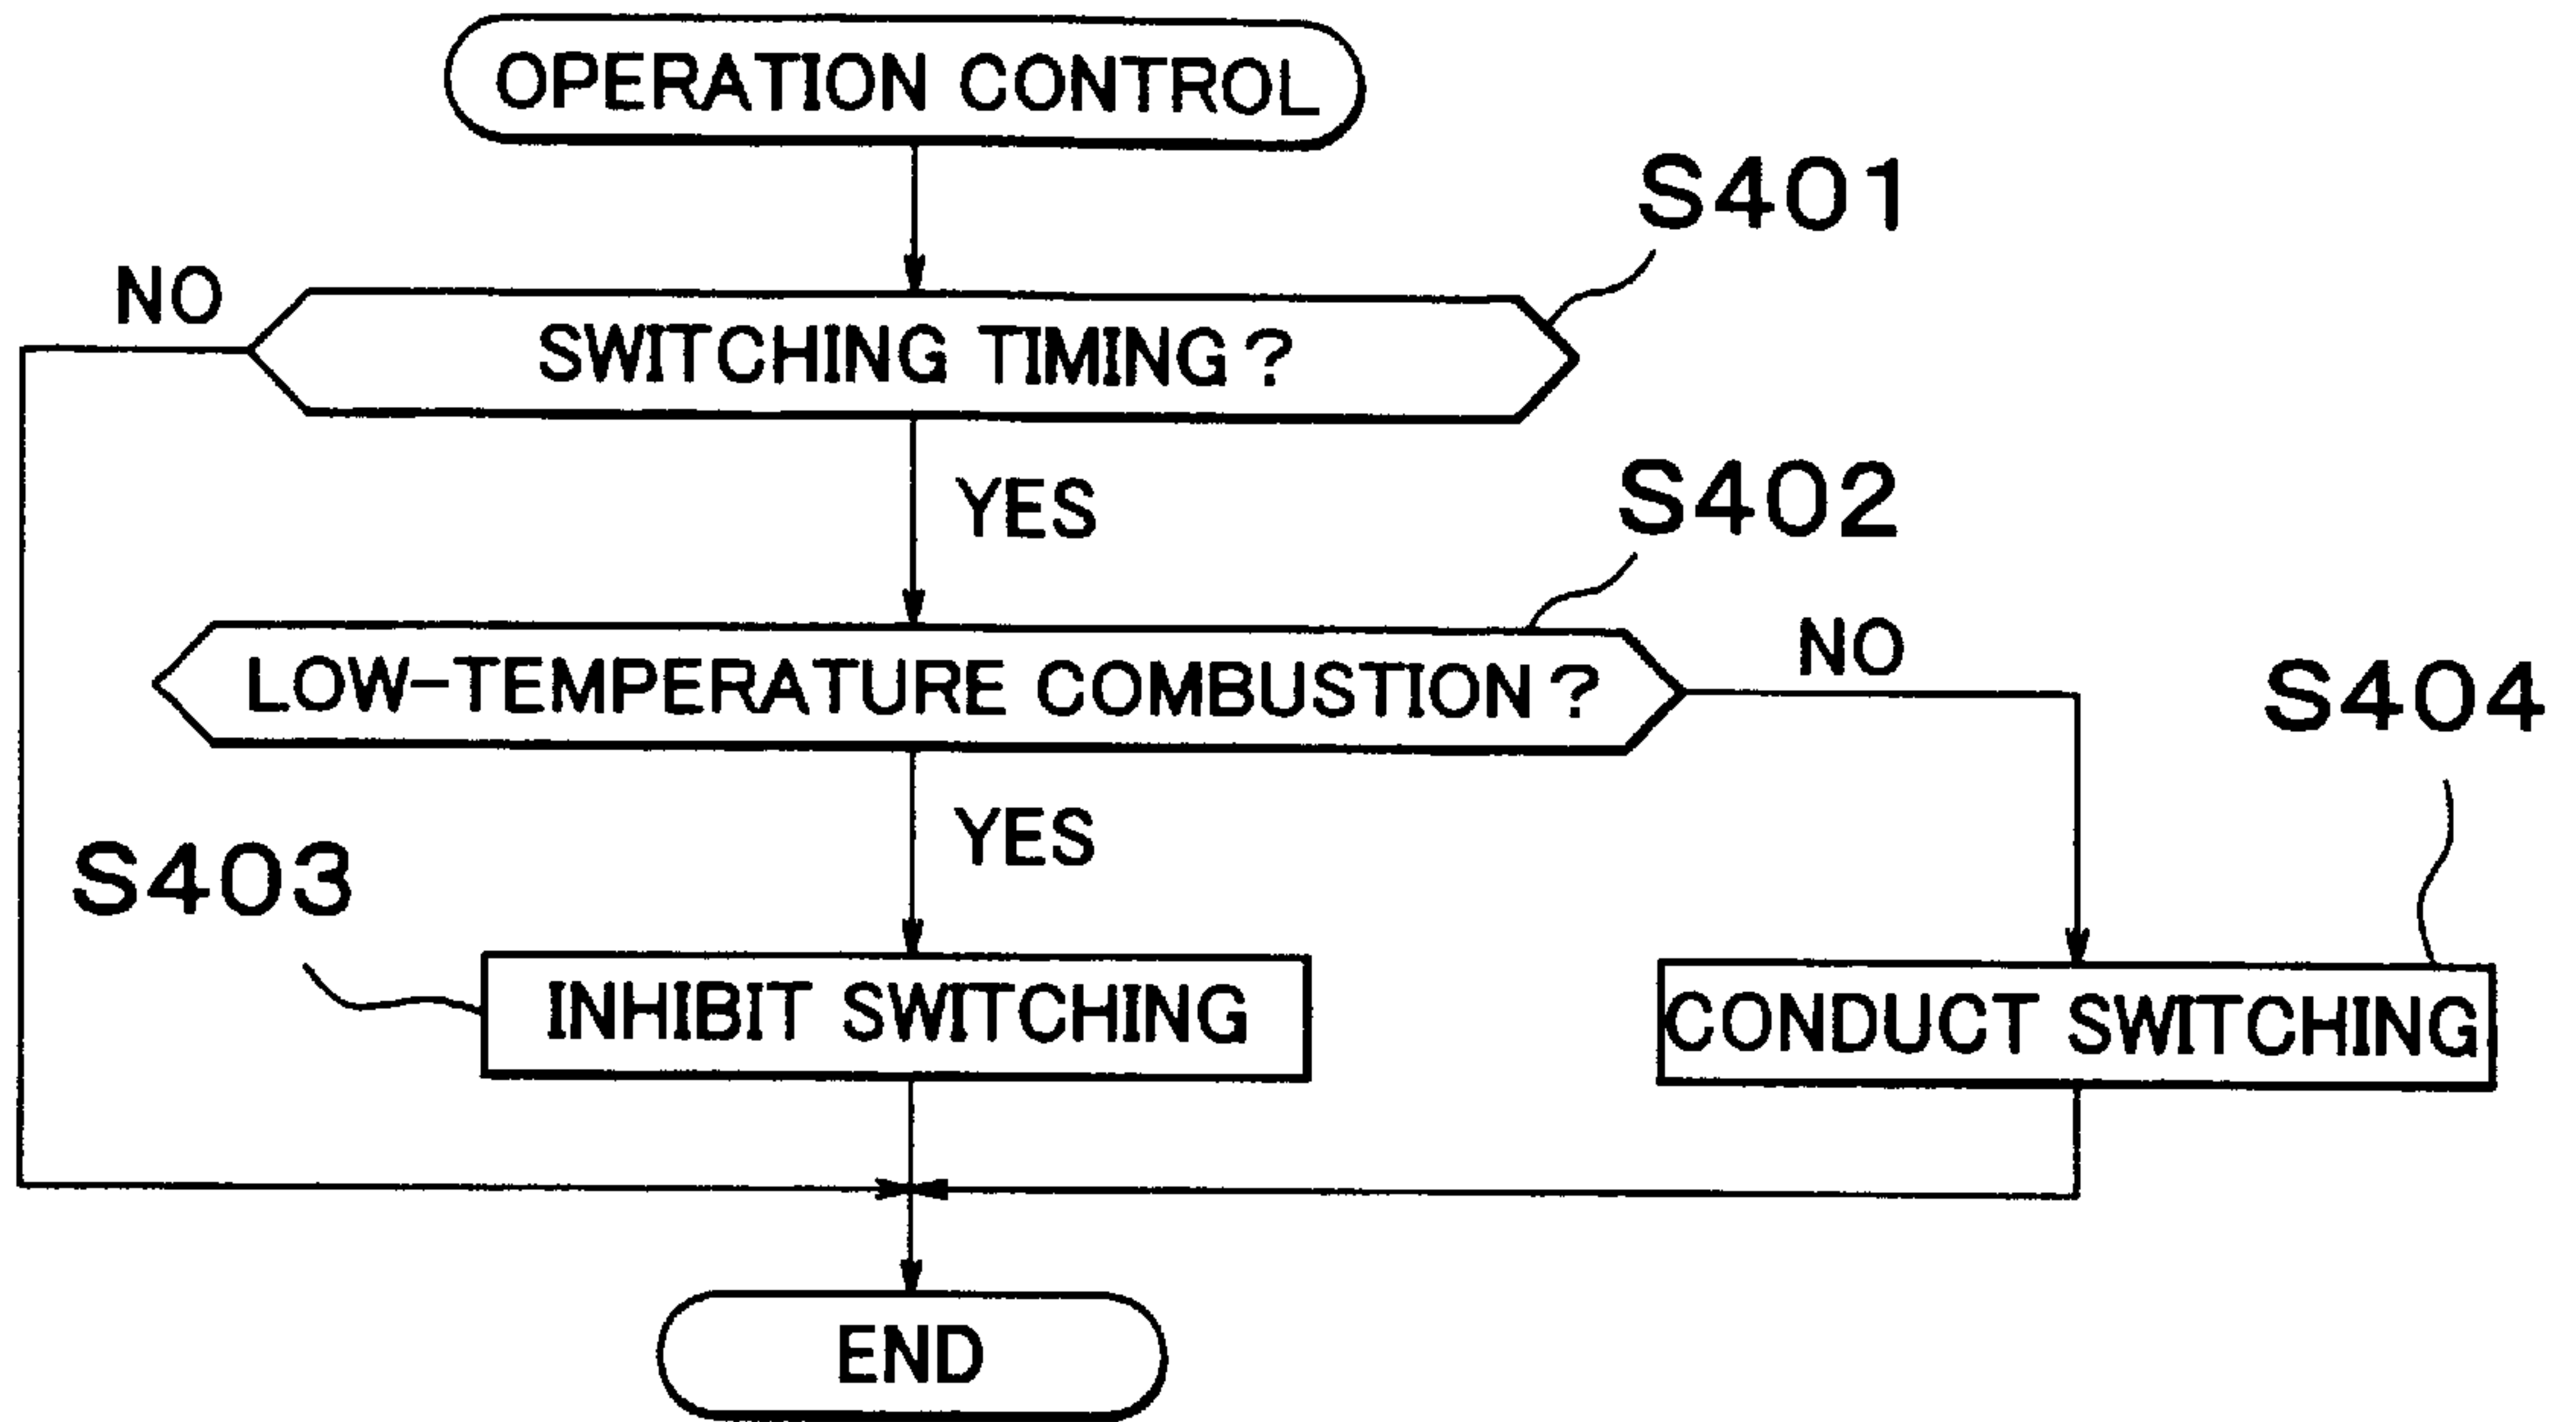 OPERATION CONTROL
S401
NO
SWITCHING TIMING?
YES
S402
LOW-TEMPERATURE COMBUSTION?
NO
S404
YES
S403
INHIBIT SWITCHING
CONDUCT SWITCHING
END